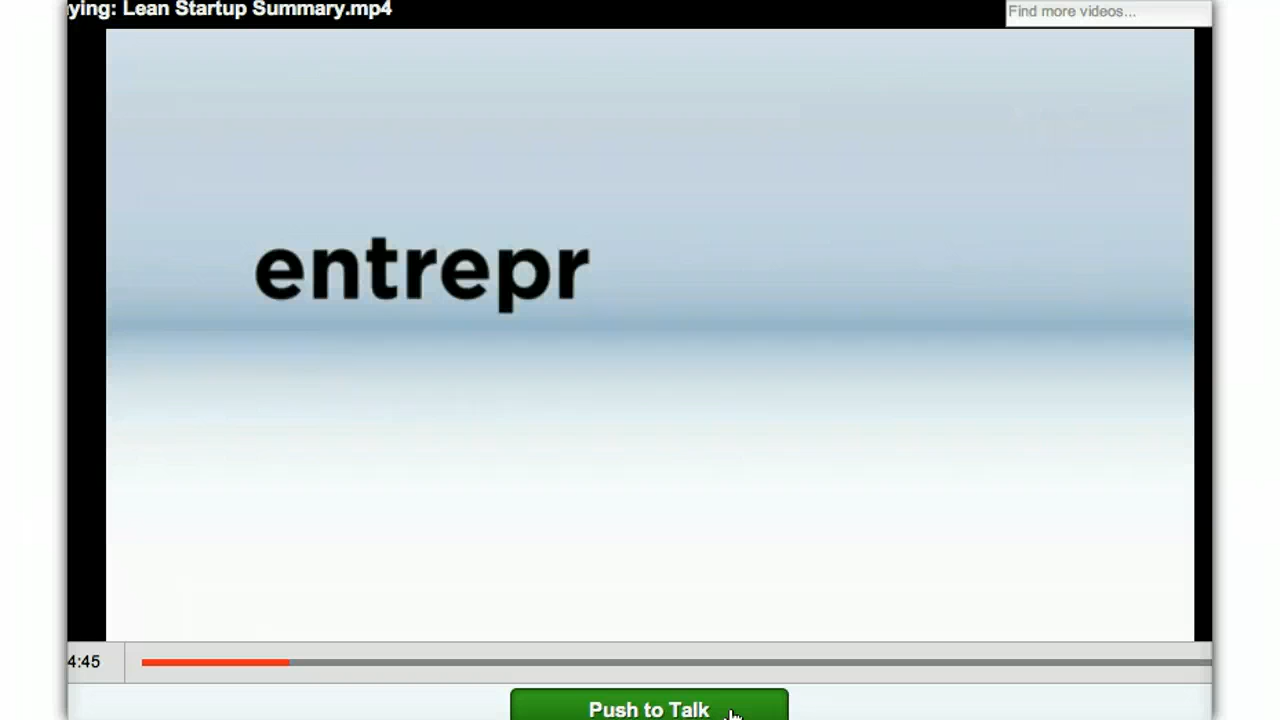 ying: Lean Startup Summary.mp4
Find more videos...
entrepr
4:45
Push to Talk